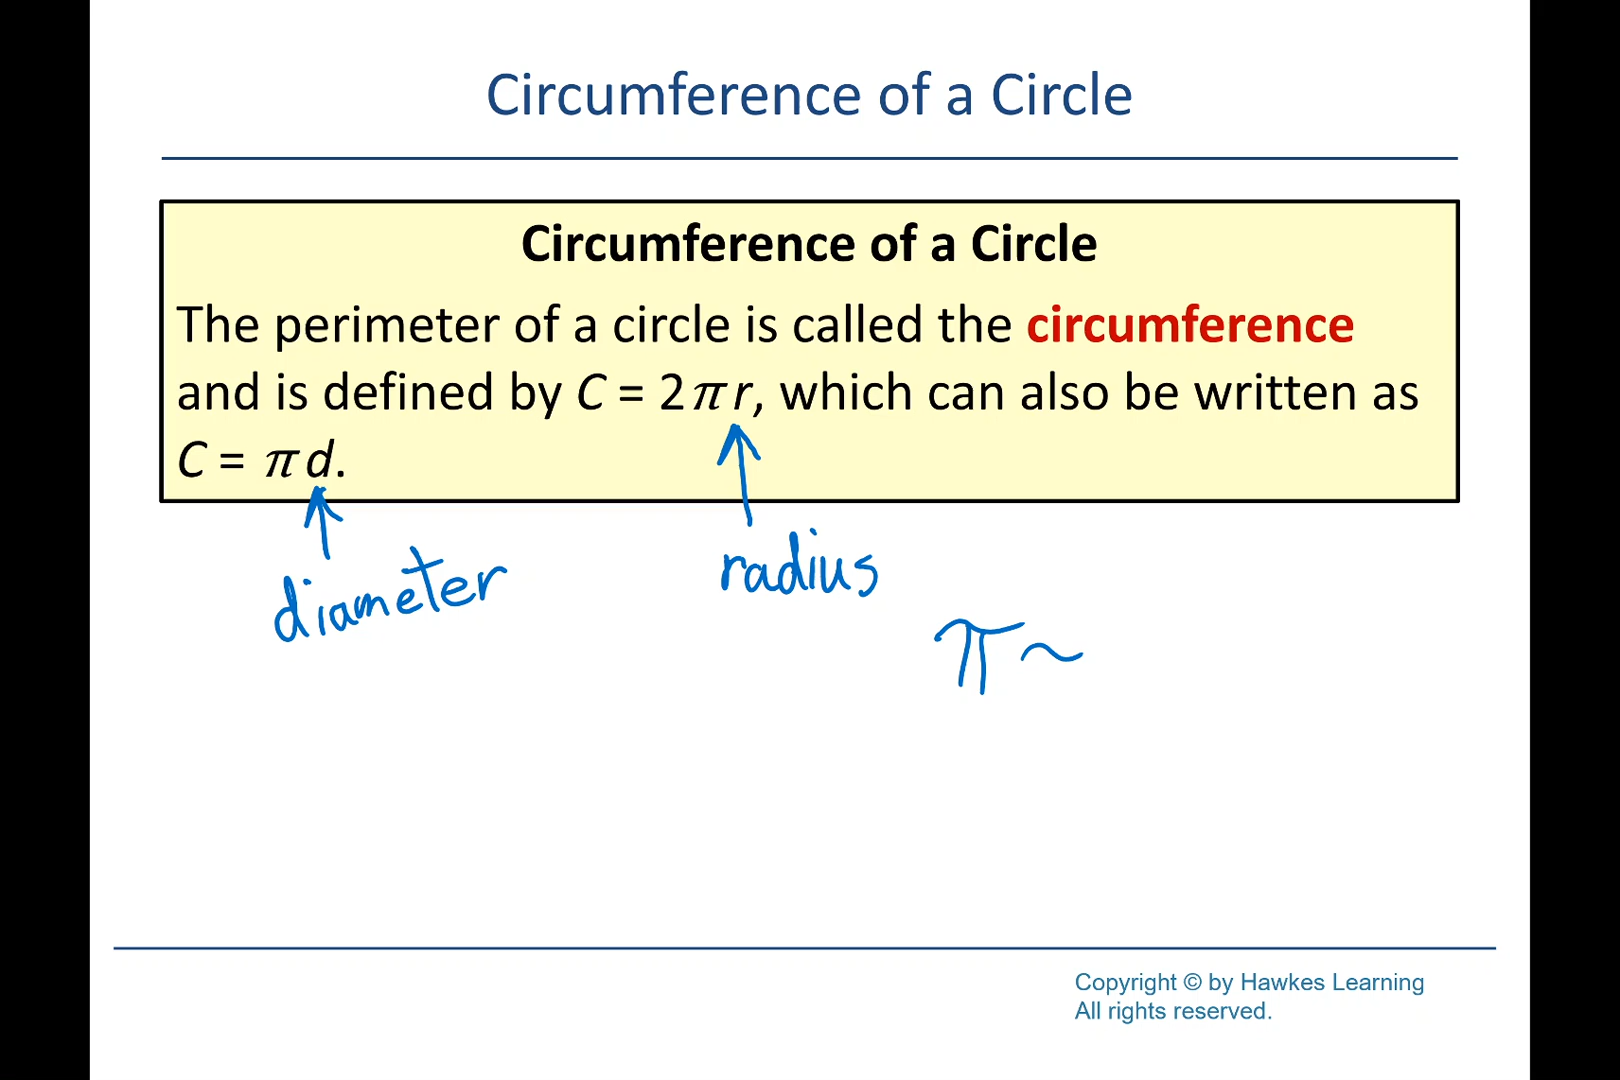 Circumference of a Circle
Circumference of a Circle
The perimeter of a circle is called the circumference
and is defined by C = 2πr, which can also be written as
C = πd.
diameter
radius
π ~
Copyright © by Hawkes Learning
All rights reserved.